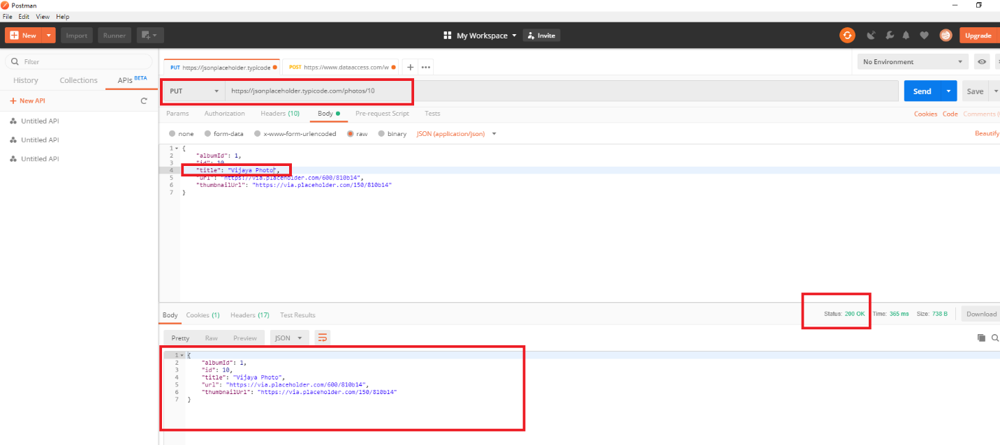 Postman
File Edit View Help
New Import Runner My Workspace Invite Upgrade
Filter
History Collections APIs BETA
New API
Untitled API
Untitled API
Untitled API
PUT https://jsonplaceholder.typicode POST https://www.dataaccess.com/w + ••• No Environment
PUT https://jsonplaceholder.typicode.com/photos/10 Send Save
Params Authorization Headers (10) Body Pre-request Script Tests Cookies Code Comments (
none form-data x-www-form-urlencoded raw binary JSON (application/json) Beautify
1 {
2 "albumId": 1,
3 "id": 10,
4 "title": "Vijaya Photo",
5 "url": "https://via.placeholder.com/600/810b14",
6 "thumbnailUrl": "https://via.placeholder.com/150/810b14"
7 }
Body Cookies (1) Headers (17) Test Results Status: 200 OK Time: 365 ms Size: 738 B Download
Pretty Raw Preview JSON
1 {
2 "albumId": 1,
3 "id": 10,
4 "title": "Vijaya Photo",
5 "url": "https://via.placeholder.com/600/810b14",
6 "thumbnailUrl": "https://via.placeholder.com/150/810b14"
7 }